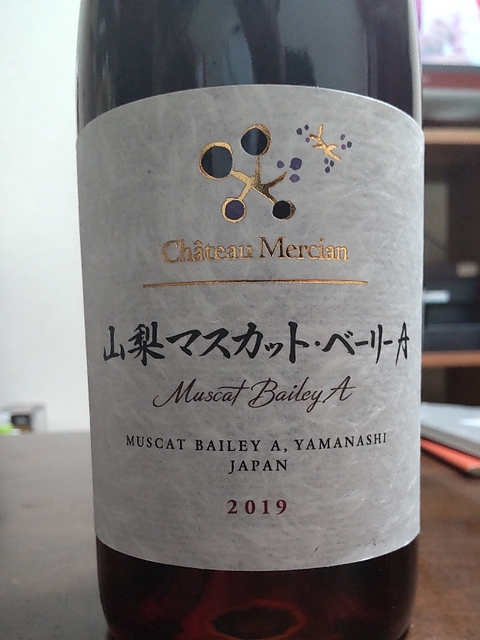 Château Mercian
山梨マスカット・ベーリーA
Muscat Bailey A
MUSCAT BAILEY A, YAMANASHI
JAPAN
2019